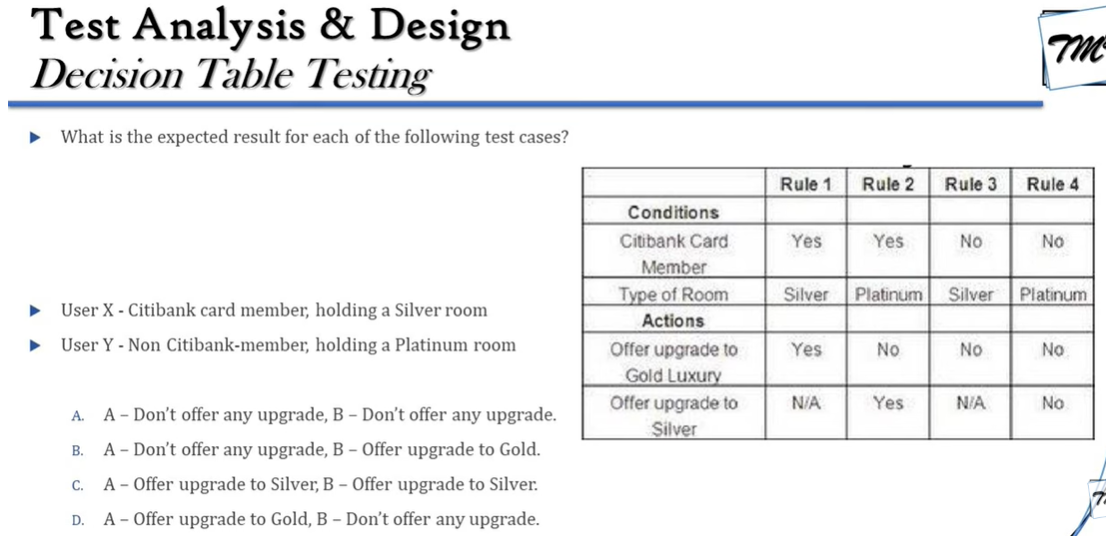 Test Analysis & Design
Decision Table Testing
TM
What is the expected result for each of the following test cases?
Rule 1 Rule 2 Rule 3 Rule 4
Conditions
Citibank Card Member Yes Yes No No
Type of Room Silver Platinum Silver Platinum
Actions
Offer upgrade to Gold Luxury Yes No No No
Offer upgrade to Silver N/A Yes N/A No
User X - Citibank card member, holding a Silver room
User Y - Non Citibank-member, holding a Platinum room
A. A – Don't offer any upgrade, B – Don't offer any upgrade.
B. A – Don't offer any upgrade, B – Offer upgrade to Gold.
C. A – Offer upgrade to Silver, B – Offer upgrade to Silver.
D. A – Offer upgrade to Gold, B – Don't offer any upgrade.